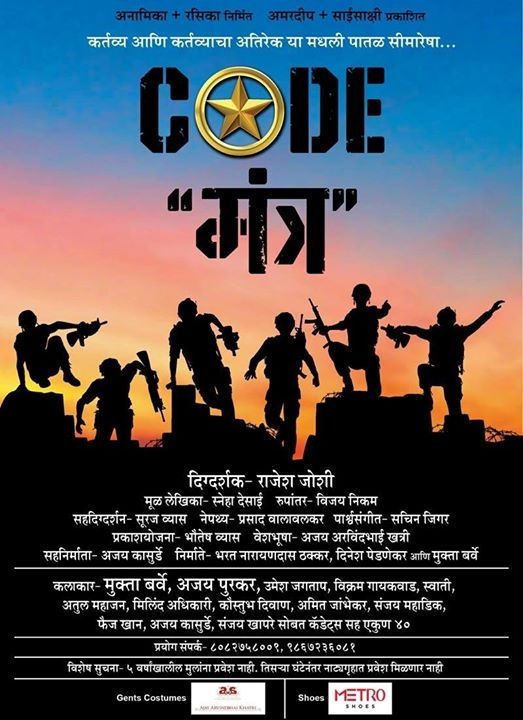 अनामिका + रसिका निर्मित   अमरदीप + साईसाक्षी प्रकाशित
कर्तव्य आणि कर्तव्याचा अतिरेक या मधली पातळ सीमारेषा...
CODE
"मंत्र"
दिग्दर्शक- राजेश जोशी
मूळ लेखिका- स्नेहा देसाई   रुपांतर- विजय निकम
सहदिग्दर्शन- सूरज व्यास   नेपथ्य- प्रसाद वालावलकर   पार्श्वसंगीत- सचिन जिगर
प्रकाशयोजना- भौतेष व्यास   वेशभूषा- अजय अरविंदभाई खत्री
सहनिर्माता- अजय कासुर्डे   निर्माते- भरत नारायणदास ठक्कर, दिनेश पेडणेकर आणि मुक्ता बर्वे
कलाकार- मुक्ता बर्वे, अजय पुरकर, उमेश जगताप, विक्रम गायकवाड, स्वाती,
अतुल महाजन, मिलिंद अधिकारी, कौस्तुभ दिवाण, अमित जांभेकर, संजय महाडिक,
फैज खान, अजय कासुर्डे, संजय खापरे सोबत कॅडेट्स सह एकुण ४०
प्रयोग संपर्क- ८०८२७५८००९, ९८६७२३६०८१
विशेष सुचना- ५ वर्षांखालील मुलांना प्रवेश नाही. तिसऱ्या घंटेनंतर नाट्यगृहात प्रवेश मिळणार नाही
Gents Costumes   AJAY ARVINDBHAI KHATRI   Shoes   METRO
SHOES